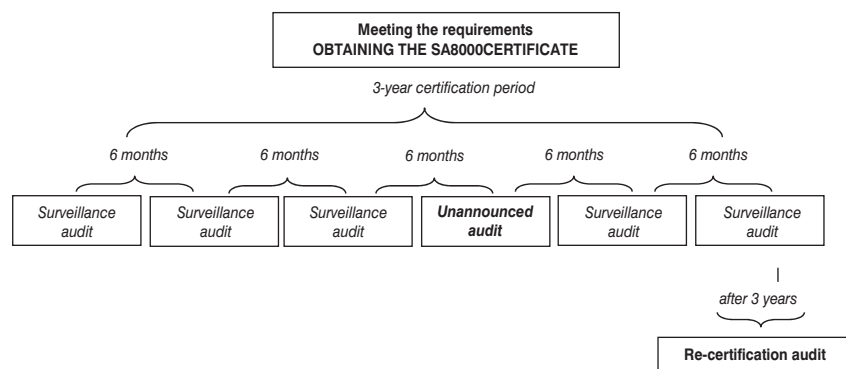 Meeting the requirements
OBTAINING THE SA8000CERTIFICATE
3-year certification period
6 months
6 months
6 months
6 months
6 months
Surveillance
audit
Surveillance
audit
Surveillance
audit
Unannounced
audit
Surveillance
audit
Surveillance
audit
after 3 years
Re-certification audit